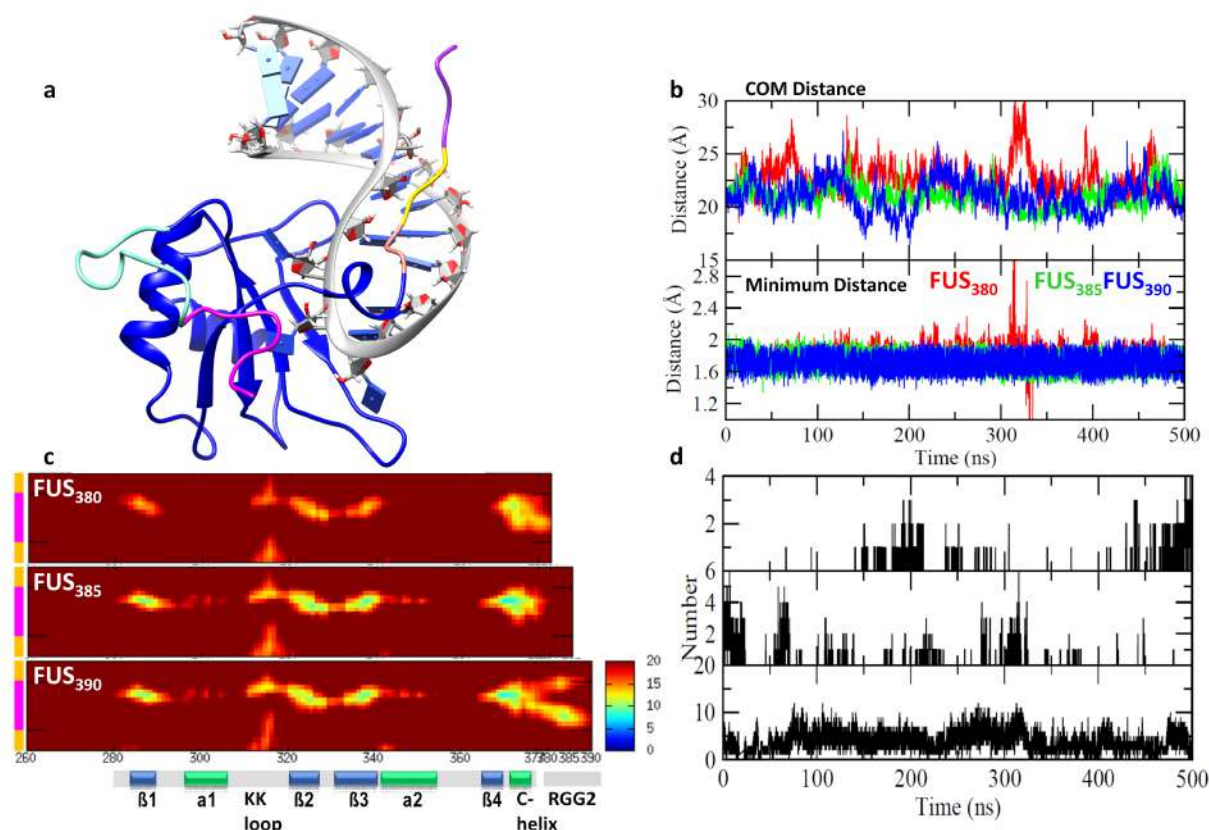 a
b
COM Distance
30
25
20
15
Distance (Å)
Minimum Distance
FUS380
FUS385
FUS390
2.8
2.4
2
1.6
1.2
Distance (Å)
0 100 200 300 400 500
Time (ns)
c
FUS380
FUS385
FUS390
20
15
10
5
0
260 280 300 320 340 360
385 390
ß1 a1 KK loop ß2 ß3 a2 ß4 C-helix RGG2
d
4
2
0
6
4
2
0
20
10
0
Number
0 100 200 300 400 500
Time (ns)